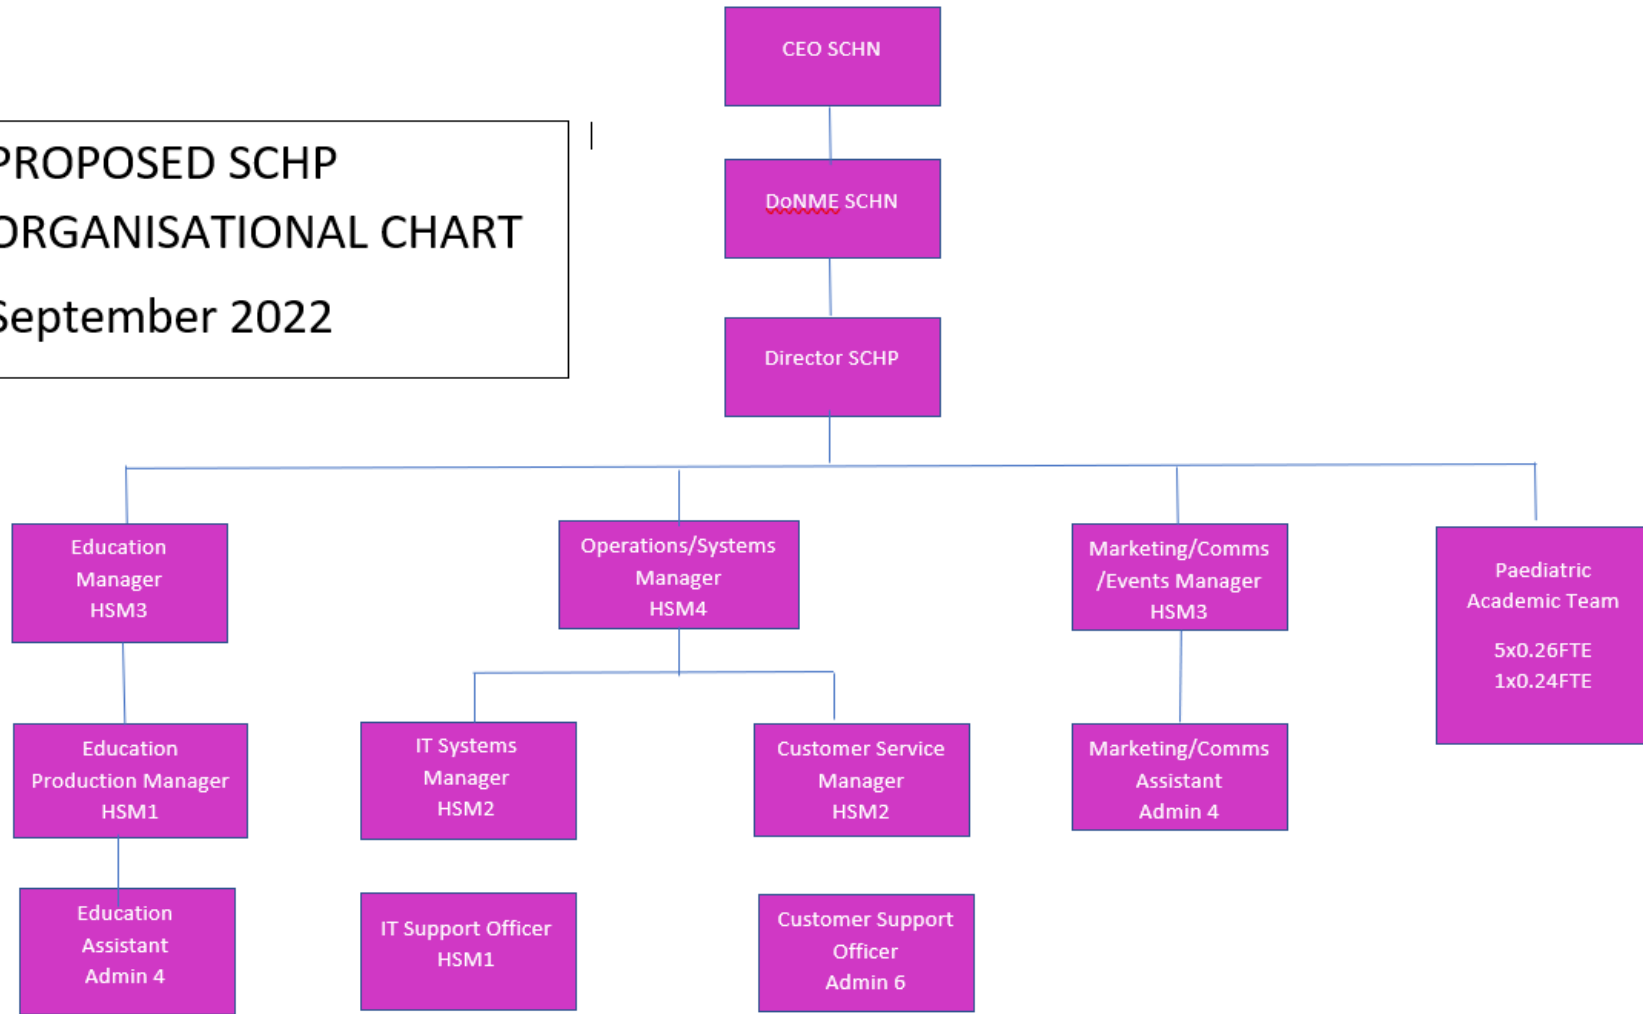 CEO SCHN
PROPOSED SCHP
ORGANISATIONAL CHART
September 2022
DoNME SCHN
Director SCHP
Education
Manager
HSM3
Operations/Systems
Manager
HSM4
Marketing/Comms
/Events Manager
HSM3
Paediatric
Academic Team
5x0.26FTE
1x0.24FTE
Education
Production Manager
HSM1
IT Systems
Manager
HSM2
Customer Service
Manager
HSM2
Marketing/Comms
Assistant
Admin 4
Education
Assistant
Admin 4
IT Support Officer
HSM1
Customer Support
Officer
Admin 6